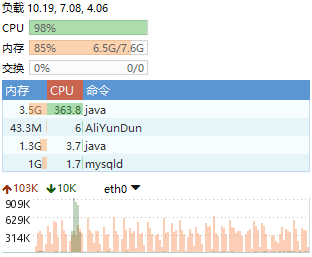 负载 10.19, 7.08, 4.06
CPU 98%
内存 85% 6.5G/7.6G
交换 0% 0/0
内存 CPU 命令
3.5G 363.8 java
43.3M 6 AliYunDun
1.3G 3.7 java
1G 1.7 mysqld
103K 10K eth0
909K
629K
314K